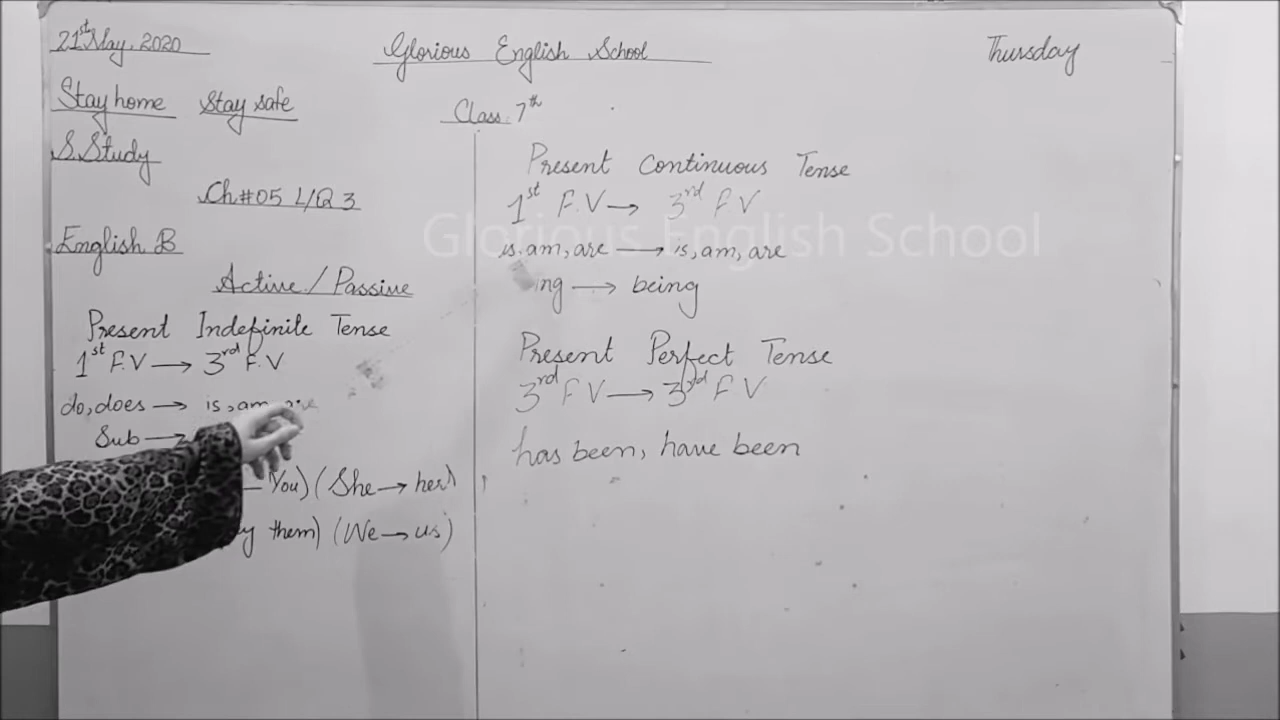 21st May, 2020
Glorious English School
Thursday
Stay home Stay safe
Class 7th
S.Study
Ch#05 L/Q 3
English B
Active/Passive
Present Indefinite Tense
1st F.V → 3rd F.V
do, does → is, am, are
Sub →
You) (She → her)
them) (We → us)
Present Continuous Tense
1st F.V → 3rd F.V
is, am, are → is, am, are
ing → being
Present Perfect Tense
3rd F V → 3rd F V
has been, have been
Glorious English School